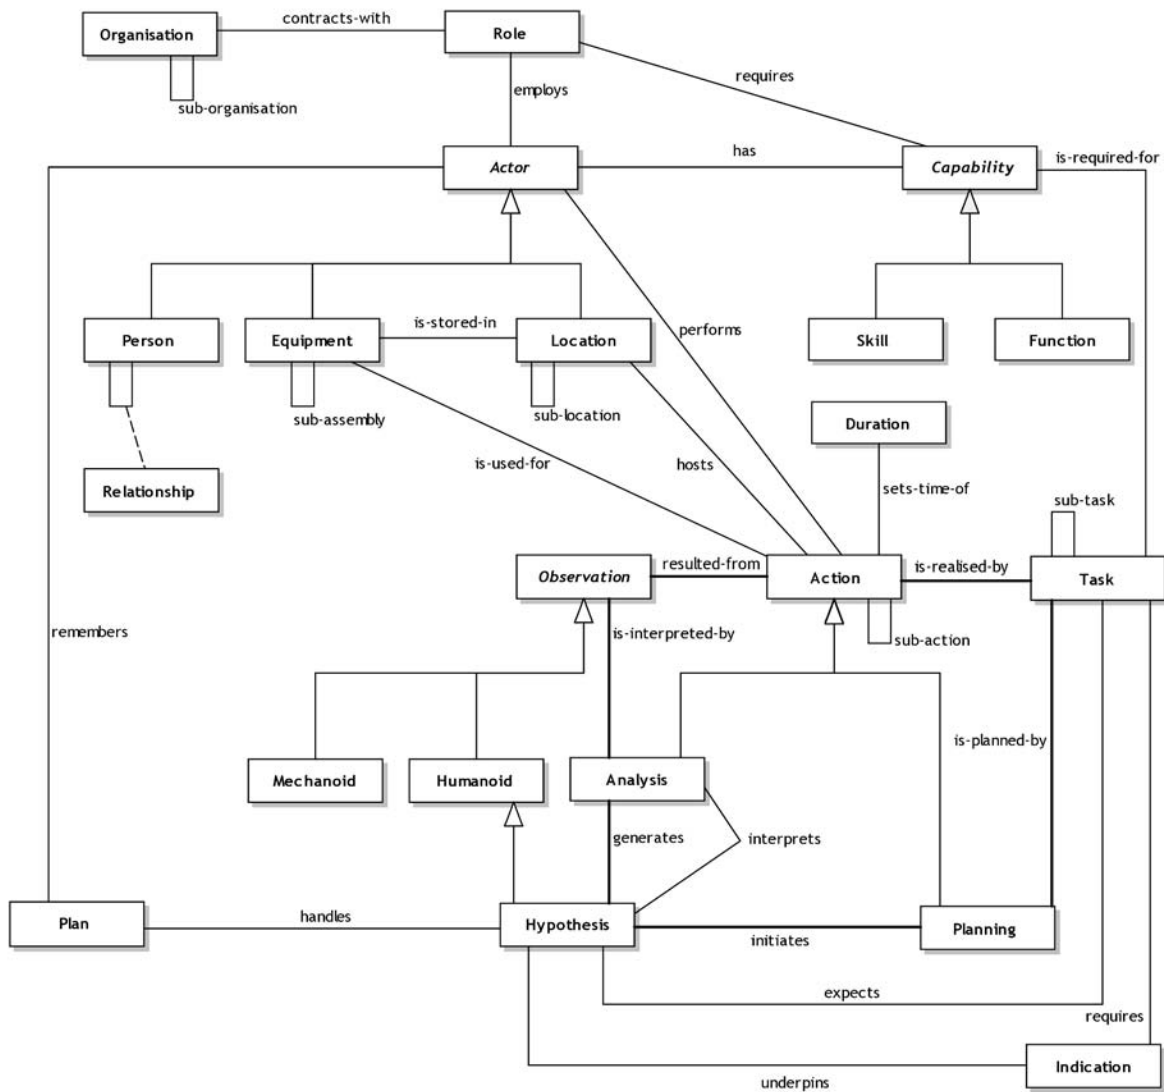 contracts-with
Organisation
Role
requires
sub-organisation
employs
Actor
has
Capability
is-required-for
Person
Equipment
is-stored-in
Location
performs
Skill
Function
sub-assembly
sub-location
Duration
Relationship
is-used-for
hosts
sets-time-of
sub-task
Observation
resulted-from
Action
is-realised-by
Task
remembers
is-interpreted-by
sub-action
is-planned-by
Mechanoid
Humanoid
Analysis
generates
interprets
Plan
handles
Hypothesis
initiates
Planning
expects
requires
underpins
Indication